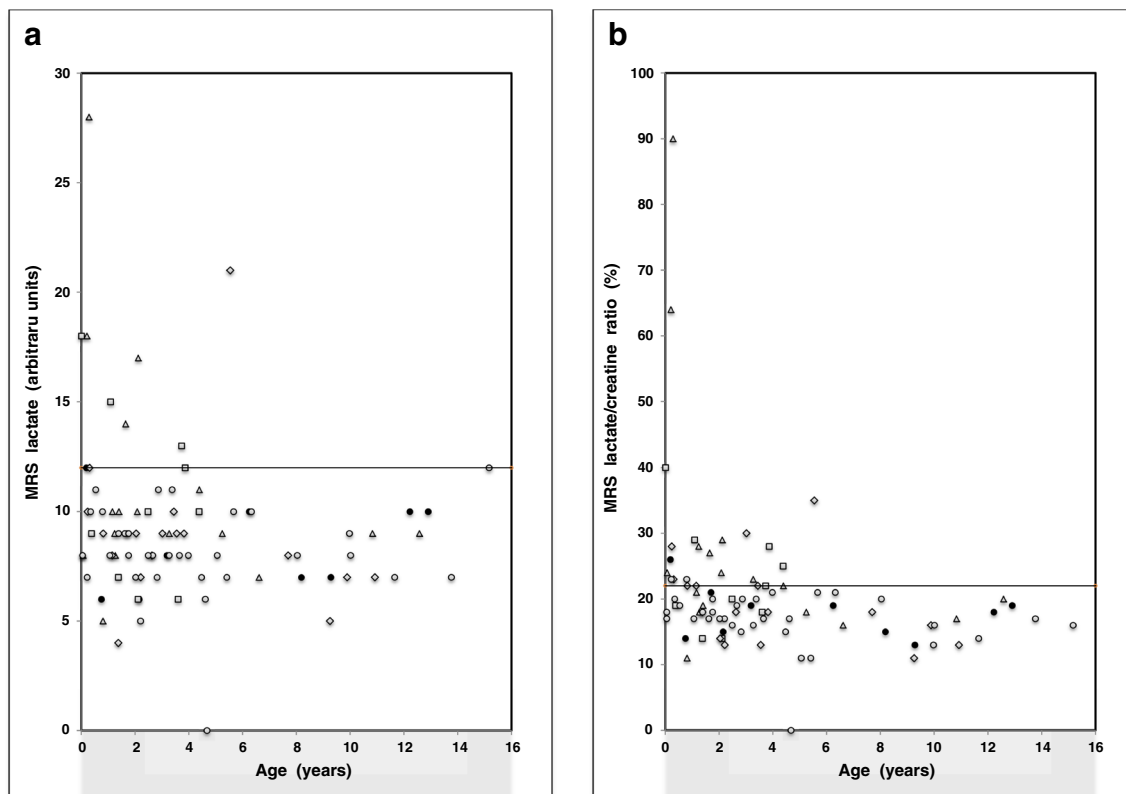 a
30
25
20
15
10
5
0
MRS lactate (arbitraru units)
0 2 4 6 8 10 12 14 16
Age (years)
b
100
90
80
70
60
50
40
30
20
10
0
MRS lactate/creatine ratio (%)
0 2 4 6 8 10 12 14 16
Age (years)